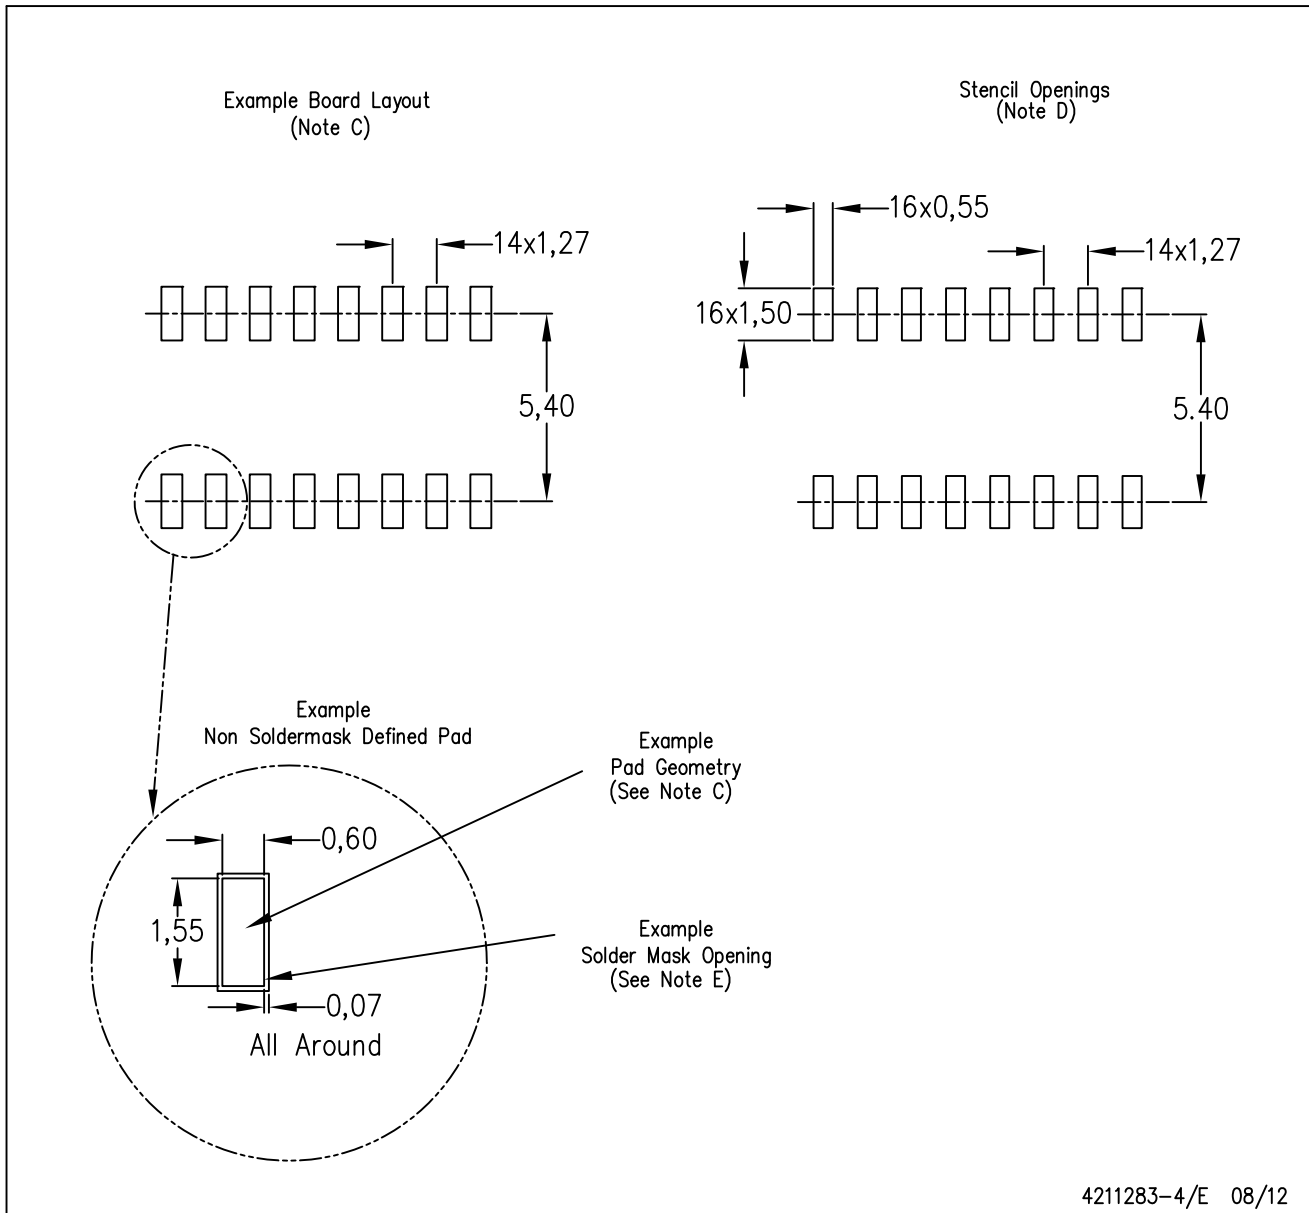 Example Board Layout
(Note C)
Stencil Openings
(Note D)
14x1,27
5,40
16x0,55
14x1,27
16x1,50
5.40
Example
Non Soldermask Defined Pad
Example
Pad Geometry
(See Note C)
0,60
1,55
Example
Solder Mask Opening
(See Note E)
0,07
All Around
4211283-4/E 08/12